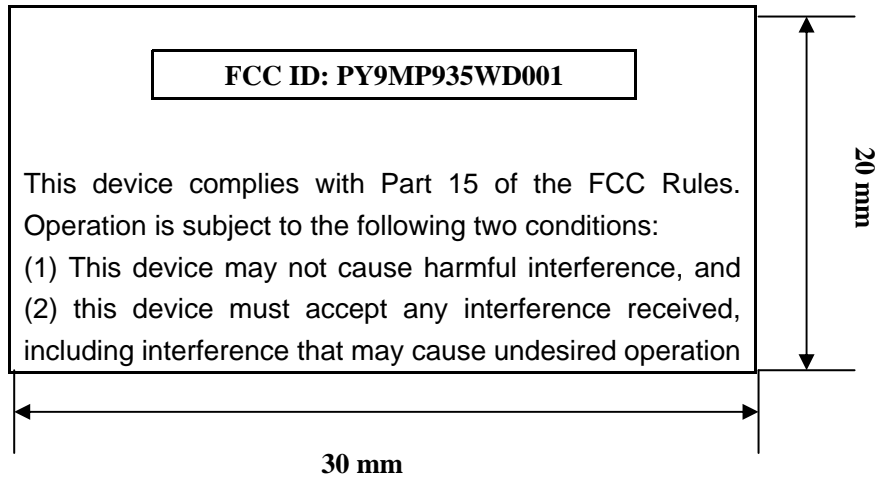 FCC ID: PY9MP935WD001
This device complies with Part 15 of the FCC Rules.
Operation is subject to the following two conditions:
(1) This device may not cause harmful interference, and
(2) this device must accept any interference received,
including interference that may cause undesired operation
20 mm
30 mm